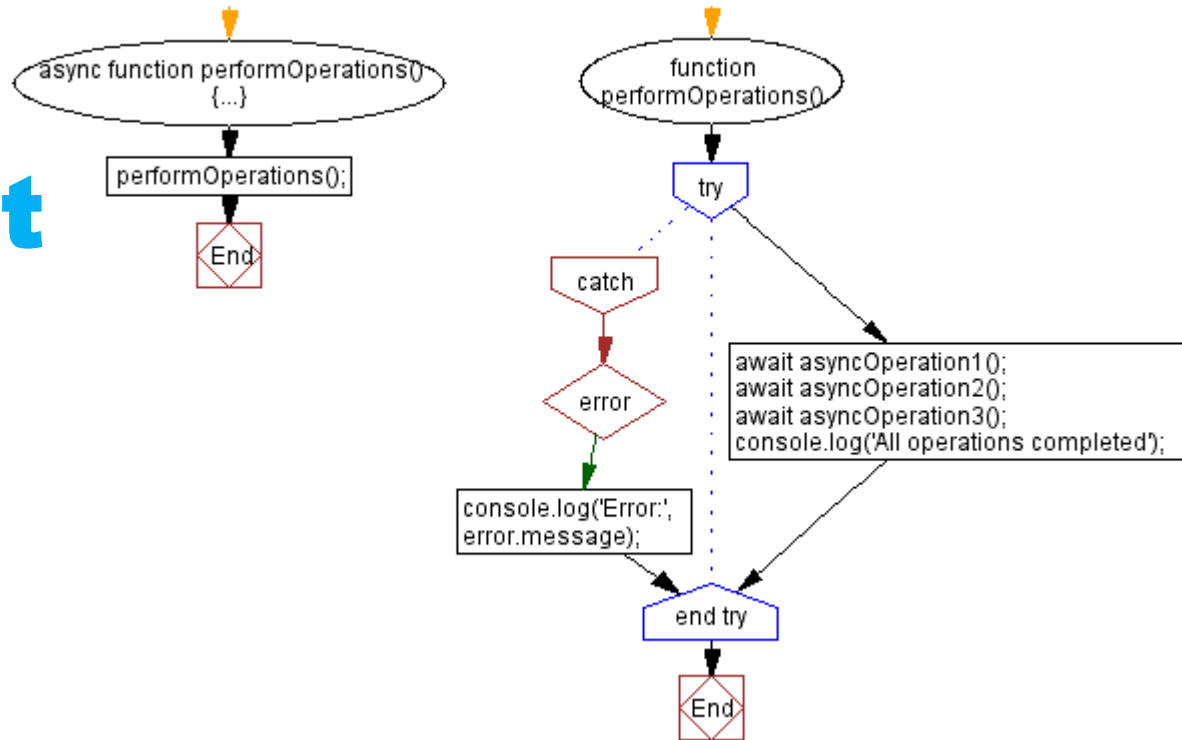 async function performOperations()
{...}
performOperations();
End
t
function
performOperations()
try
catch
error
console.log('Error:',
error.message);
await asyncOperation1();
await asyncOperation2();
await asyncOperation3();
console.log('All operations completed');
end try
End